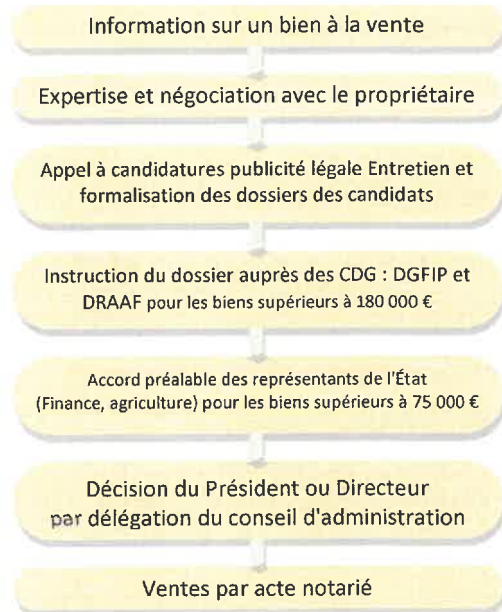 Information sur un bien à la vente
Expertise et négociation avec le propriétaire
Appel à candidatures publicité légale Entretien et
formalisation des dossiers des candidats
Instruction du dossier auprès des CDG : DGFIP et
DRAAF pour les biens supérieurs à 180 000 €
Accord préalable des représentants de l'État
(Finance, agriculture) pour les biens supérieurs à 75 000 €
Décision du Président ou Directeur
par délégation du conseil d'administration
Ventes par acte notarié